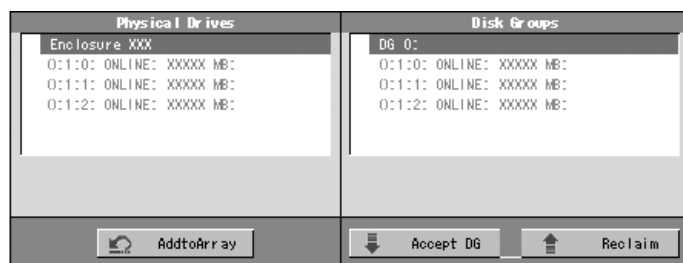 Physical Drives
Enclosure XXX
0:1:0: ONLINE: XXXXX MB:
0:1:1: ONLINE: XXXXX MB:
0:1:2: ONLINE: XXXXX MB:
AddtoArray
Disk Groups
DG 0:
0:1:0: ONLINE: XXXXX MB:
0:1:1: ONLINE: XXXXX MB:
0:1:2: ONLINE: XXXXX MB:
Accept DG
Reclaim